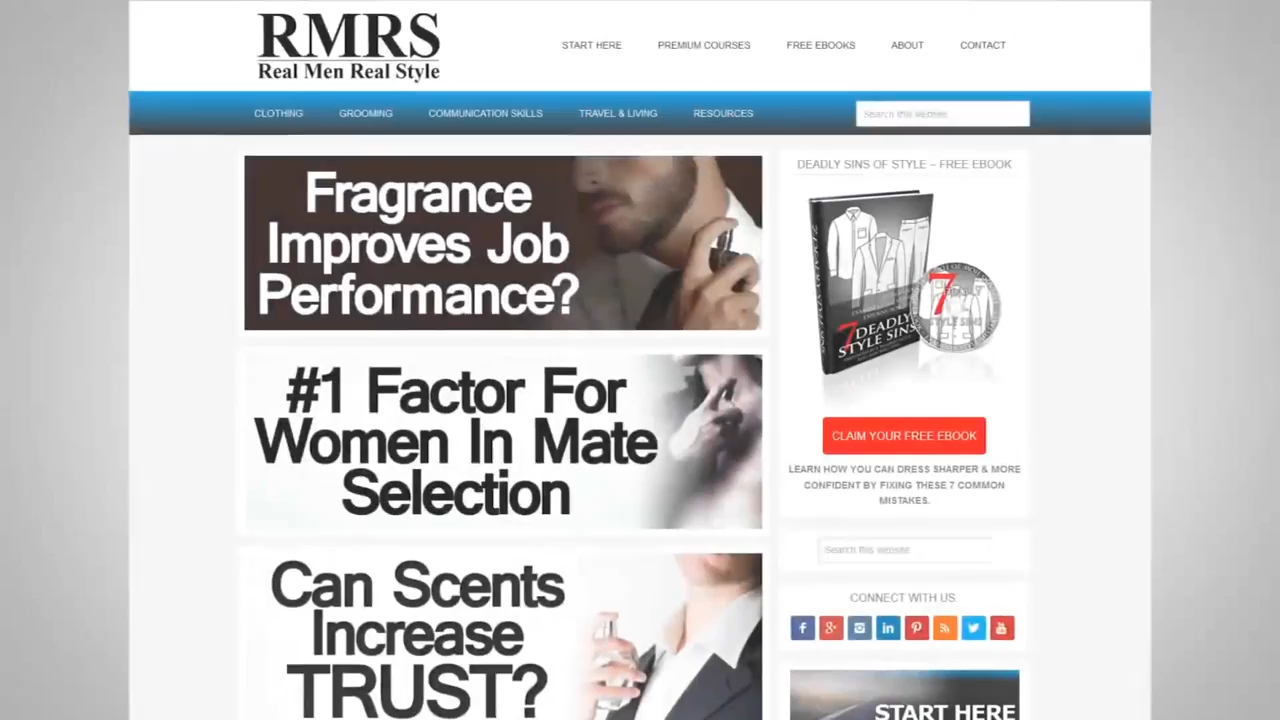 RMRS
Real Men Real Style
START HERE
PREMIUM COURSES
FREE EBOOKS
ABOUT
CONTACT
CLOTHING
GROOMING
COMMUNICATION SKILLS
TRAVEL & LIVING
RESOURCES
Search this website
Fragrance
Improves Job
Performance?
#1 Factor For
Women In Mate
Selection
Can Scents
Increase
TRUST?
DEADLY SINS OF STYLE – FREE EBOOK
7 DEADLY
STYLE SINS
7
STYLE SINS
CLAIM YOUR FREE EBOOK
LEARN HOW YOU CAN DRESS SHARPER & MORE
CONFIDENT BY FIXING THESE 7 COMMON
MISTAKES.
Search this website
CONNECT WITH US
START HERE